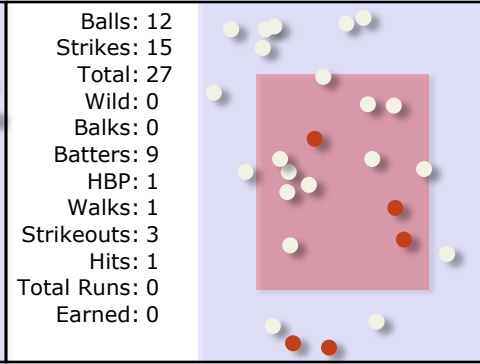 Balls: 12
Strikes: 15
Total: 27
Wild: 0
Balks: 0
Batters: 9
HBP: 1
Walks: 1
Strikeouts: 3
Hits: 1
Total Runs: 0
Earned: 0